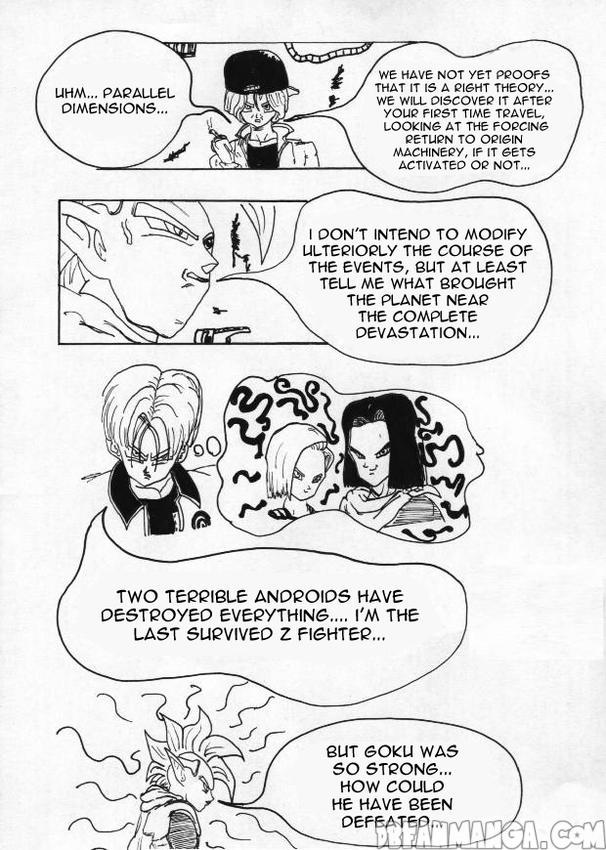 UHM... PARALLEL
DIMENSIONS...
WE HAVE NOT YET PROOFS
THAT IT IS A RIGHT THEORY...
WE WILL DISCOVER IT AFTER
YOUR FIRST TIME TRAVEL,
LOOKING AT THE FORCING
RETURN TO ORIGIN
MACHINERY, IF IT GETS
ACTIVATED OR NOT...
I DON'T INTEND TO MODIFY
ULTERIORLY THE COURSE OF
THE EVENTS, BUT AT LEAST
TELL ME WHAT BROUGHT
THE PLANET NEAR
THE COMPLETE
DEVASTATION...
TWO TERRIBLE ANDROIDS HAVE
DESTROYED EVERYTHING.... I'M THE
LAST SURVIVED Z FIGHTER...
BUT GOKU WAS
SO STRONG...
HOW COULD
HE HAVE BEEN
DEFEATED...
DREAMMANGA.COM